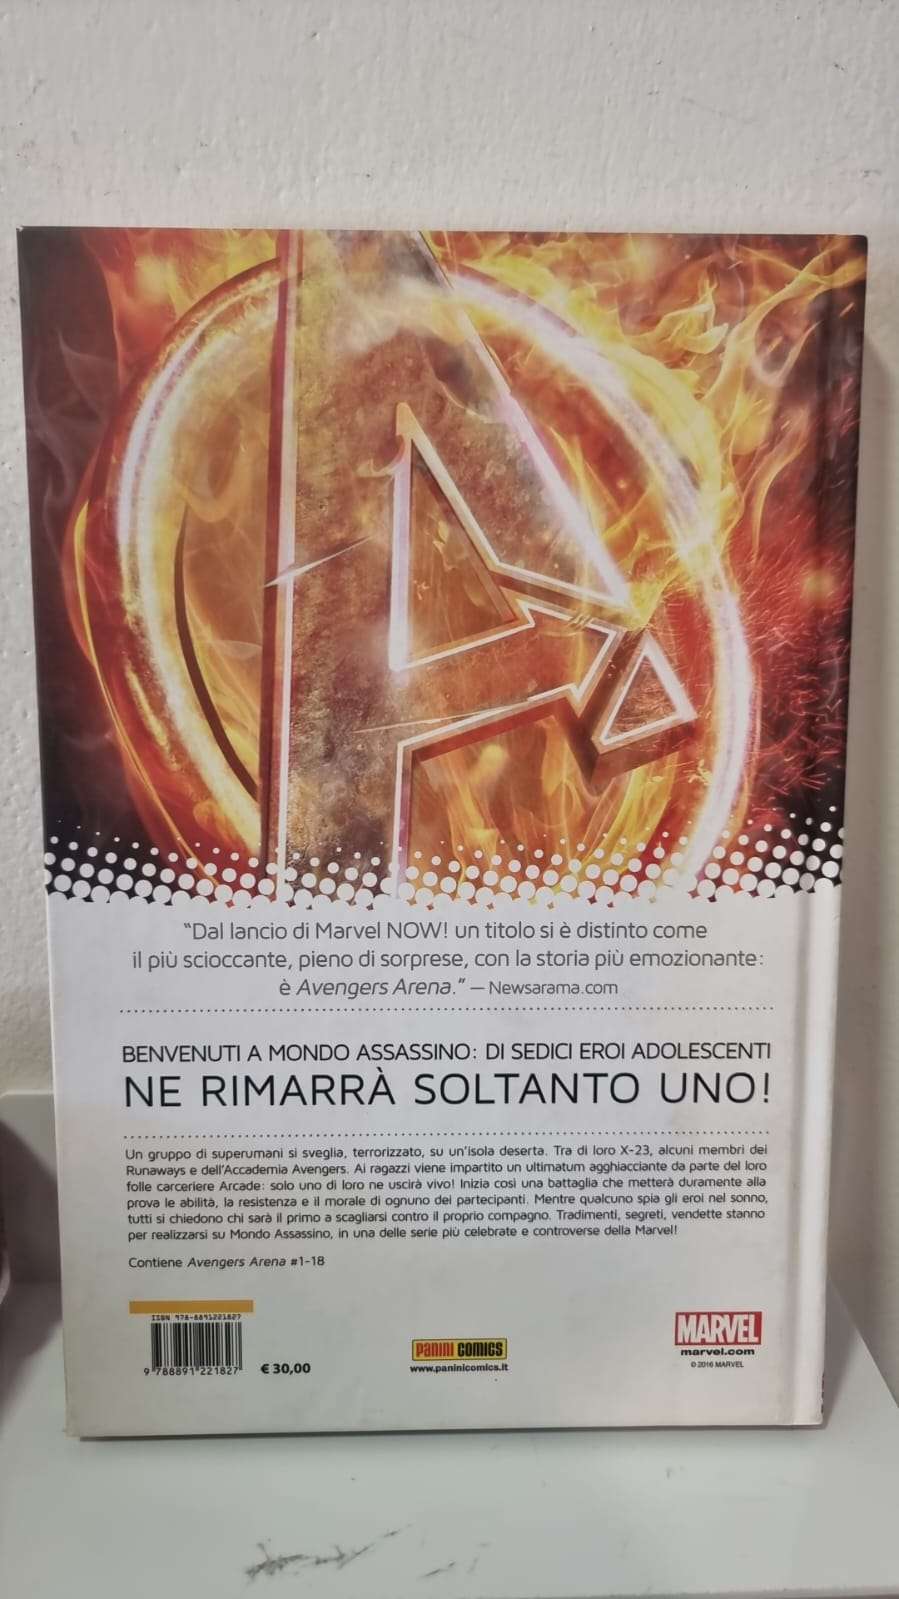 “Dal lancio di Marvel NOW! un titolo si è distinto come
il più scioccante, pieno di sorprese, con la storia più emozionante:
è Avengers Arena.” — Newsarama.com
BENVENUTI A MONDO ASSASSINO: DI SEDICI EROI ADOLESCENTI
NE RIMARRÀ SOLTANTO UNO!
Un gruppo di superumani si sveglia, terrorizzato, su un'isola deserta. Tra di loro X-23, alcuni membri dei
Runaways e dell'Accademia Avengers. Ai ragazzi viene impartito un ultimatum agghiacciante da parte del loro
folle carceriere Arcade: solo uno di loro ne uscirà vivo! Inizia così una battaglia che metterà duramente alla
prova le abilità, la resistenza e il morale di ognuno dei partecipanti. Mentre qualcuno spia gli eroi nel sonno,
tutti si chiedono chi sarà il primo a scagliarsi contro il proprio compagno. Tradimenti, segreti, vendette stanno
per realizzarsi su Mondo Assassino, in una delle serie più celebrate e controverse della Marvel!
Contiene Avengers Arena #1-18
ISBN 978-8891221827
9 788891 221827
€ 30,00
PANINI COMICS
www.paninicomics.it
MARVEL
marvel.com
© 2016 MARVEL